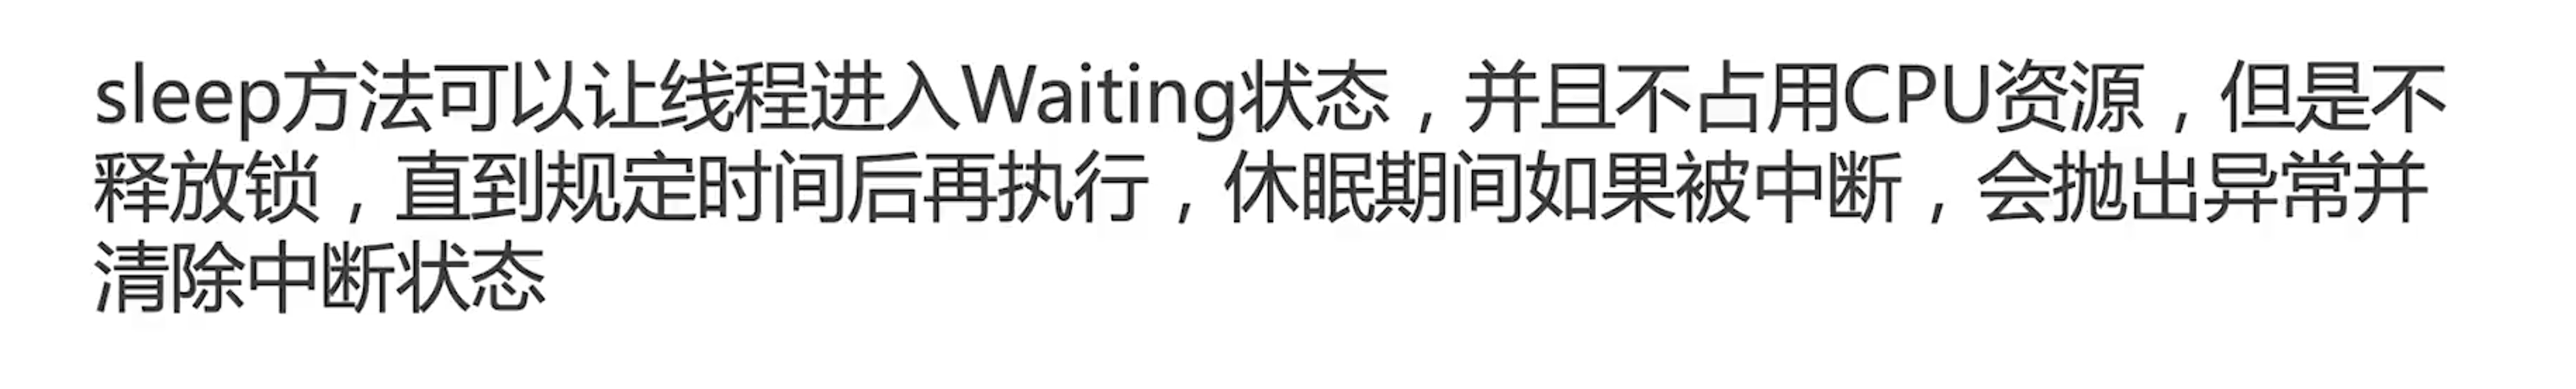 sleep方法可以让线程进入Waiting状态，并且不占用CPU资源，但是不
释放锁，直到规定时间后再执行，休眠期间如果被中断，会抛出异常并
清除中断状态